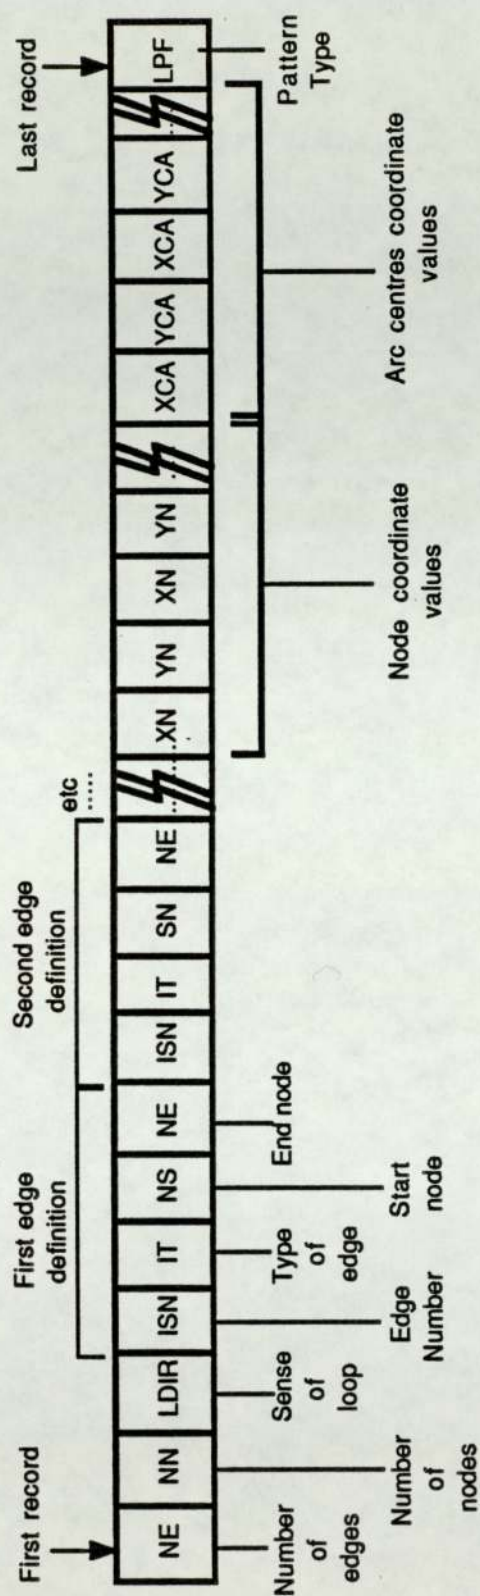 First record
Last record
First edge
definition
Second edge
definition
etc
.....
NE NN LDIR ISN IT NS NE ISN IT SN NE ..... XN YN XN YN ... XCA YCA XCA YCA ... LPF
Number
of
edges
Number
of
nodes
Sense
of
loop
Edge
Number
Type
of
edge
Start
node
End node
Node coordinate
values
Arc centres coordinate
values
Pattern
Type